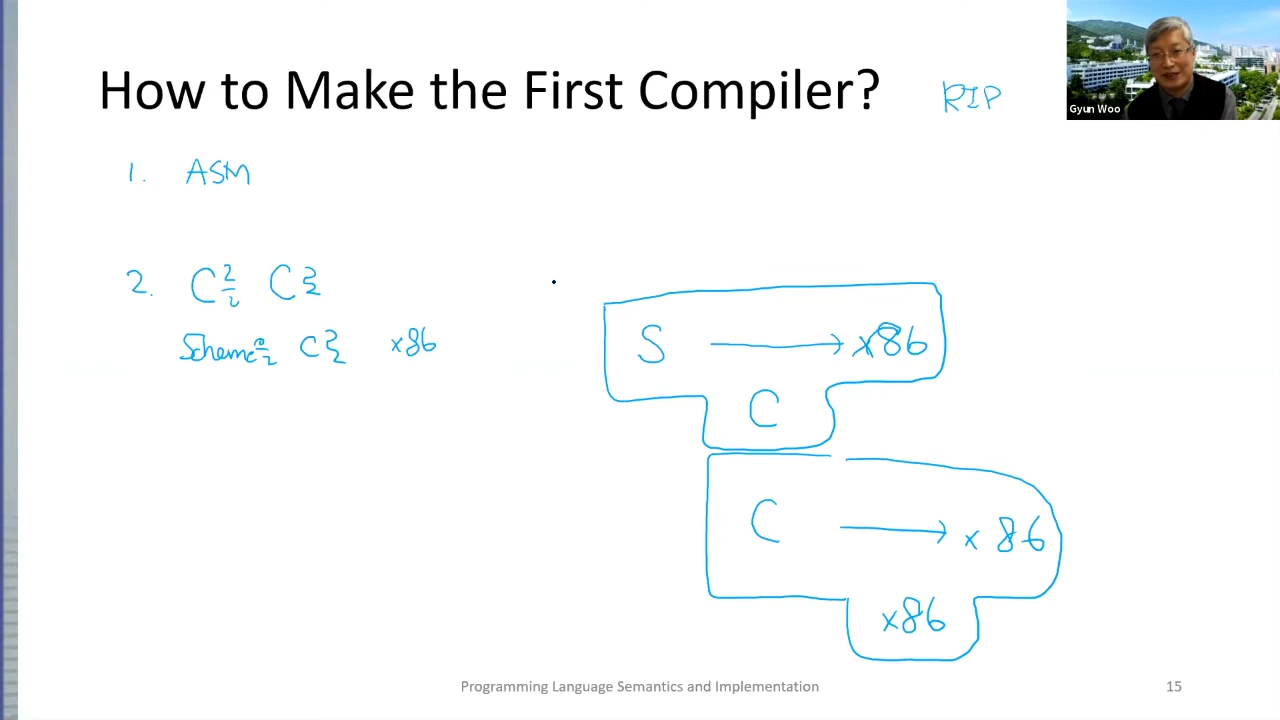 How to Make the First Compiler?
RIP
Gyun Woo
1. ASM
2. C를 C로
Scheme를 C로 x86
S → x86
C
C → x86
x86
Programming Language Semantics and Implementation
15